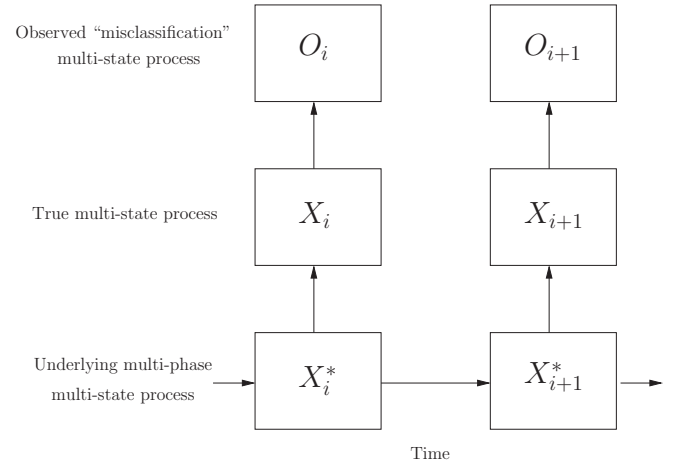 Observed “misclassification”
multi-state process
O_i
O_{i+1}
True multi-state process
X_i
X_{i+1}
Underlying multi-phase
multi-state process
X_i^*
X_{i+1}^*
Time